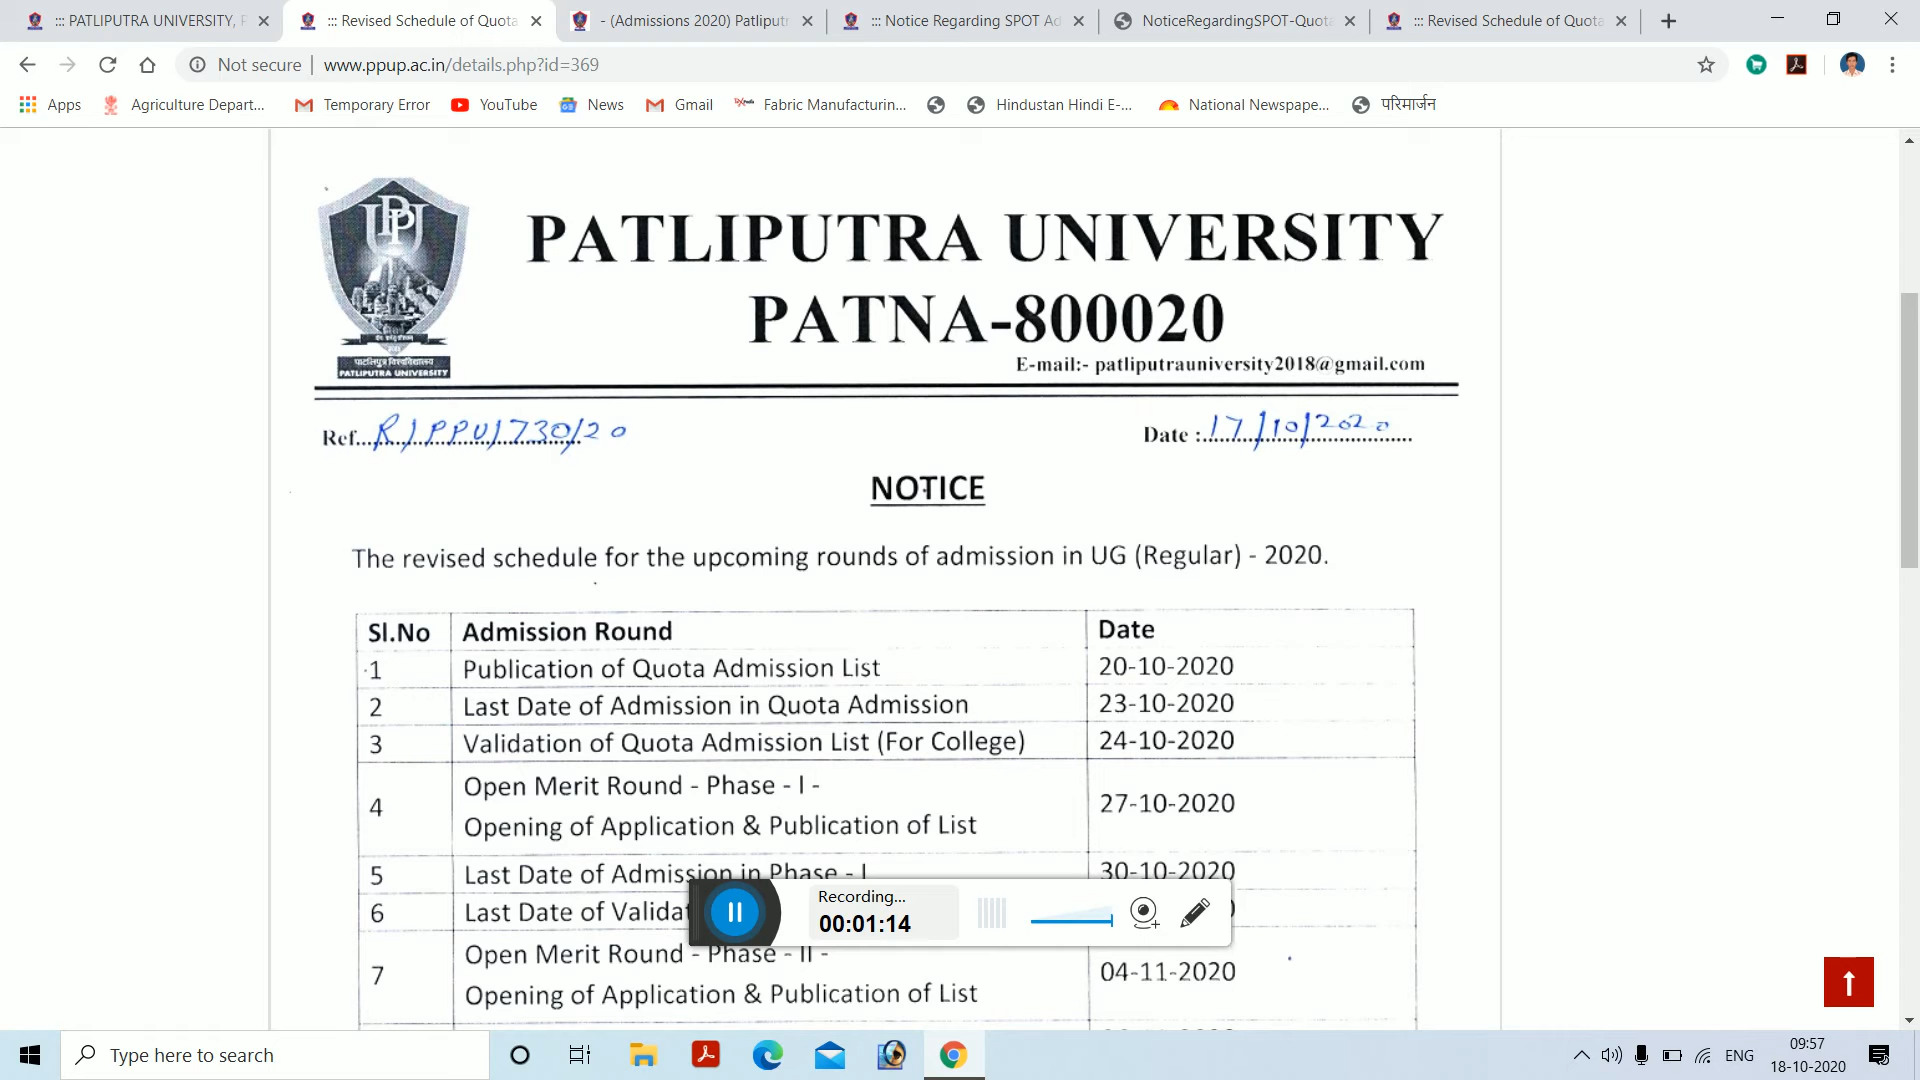 ::: PATLIPUTRA UNIVERSITY, P
::: Revised Schedule of Quota
- (Admissions 2020) Patliputr
::: Notice Regarding SPOT Ad
NoticeRegardingSPOT-Quota
::: Revised Schedule of Quota
Not secure | www.ppup.ac.in/details.php?id=369
Apps
Agriculture Depart...
Temporary Error
YouTube
News
Gmail
Fabric Manufacturin...
Hindustan Hindi E-...
National Newspape...
परिमार्जन
PPU
पाटलिपुत्र विश्वविद्यालय
PATLIPUTRA UNIVERSITY
PATLIPUTRA UNIVERSITY
PATNA-800020
E-mail:- patliputrauniversity2018@gmail.com
Ref... R/PPU/730/20
Date :. 17/10/2020
NOTICE
The revised schedule for the upcoming rounds of admission in UG (Regular) - 2020.
Sl.No Admission Round Date
1 Publication of Quota Admission List 20-10-2020
2 Last Date of Admission in Quota Admission 23-10-2020
3 Validation of Quota Admission List (For College) 24-10-2020
4 Open Merit Round - Phase - I - 27-10-2020
Opening of Application & Publication of List
5 Last Date of Admission in Phase - I 30-10-2020
6 Last Date of Validat
Recording...
00:01:14
7 Open Merit Round - Phase - II - 04-11-2020
Opening of Application & Publication of List
Type here to search
ENG
09:57
18-10-2020